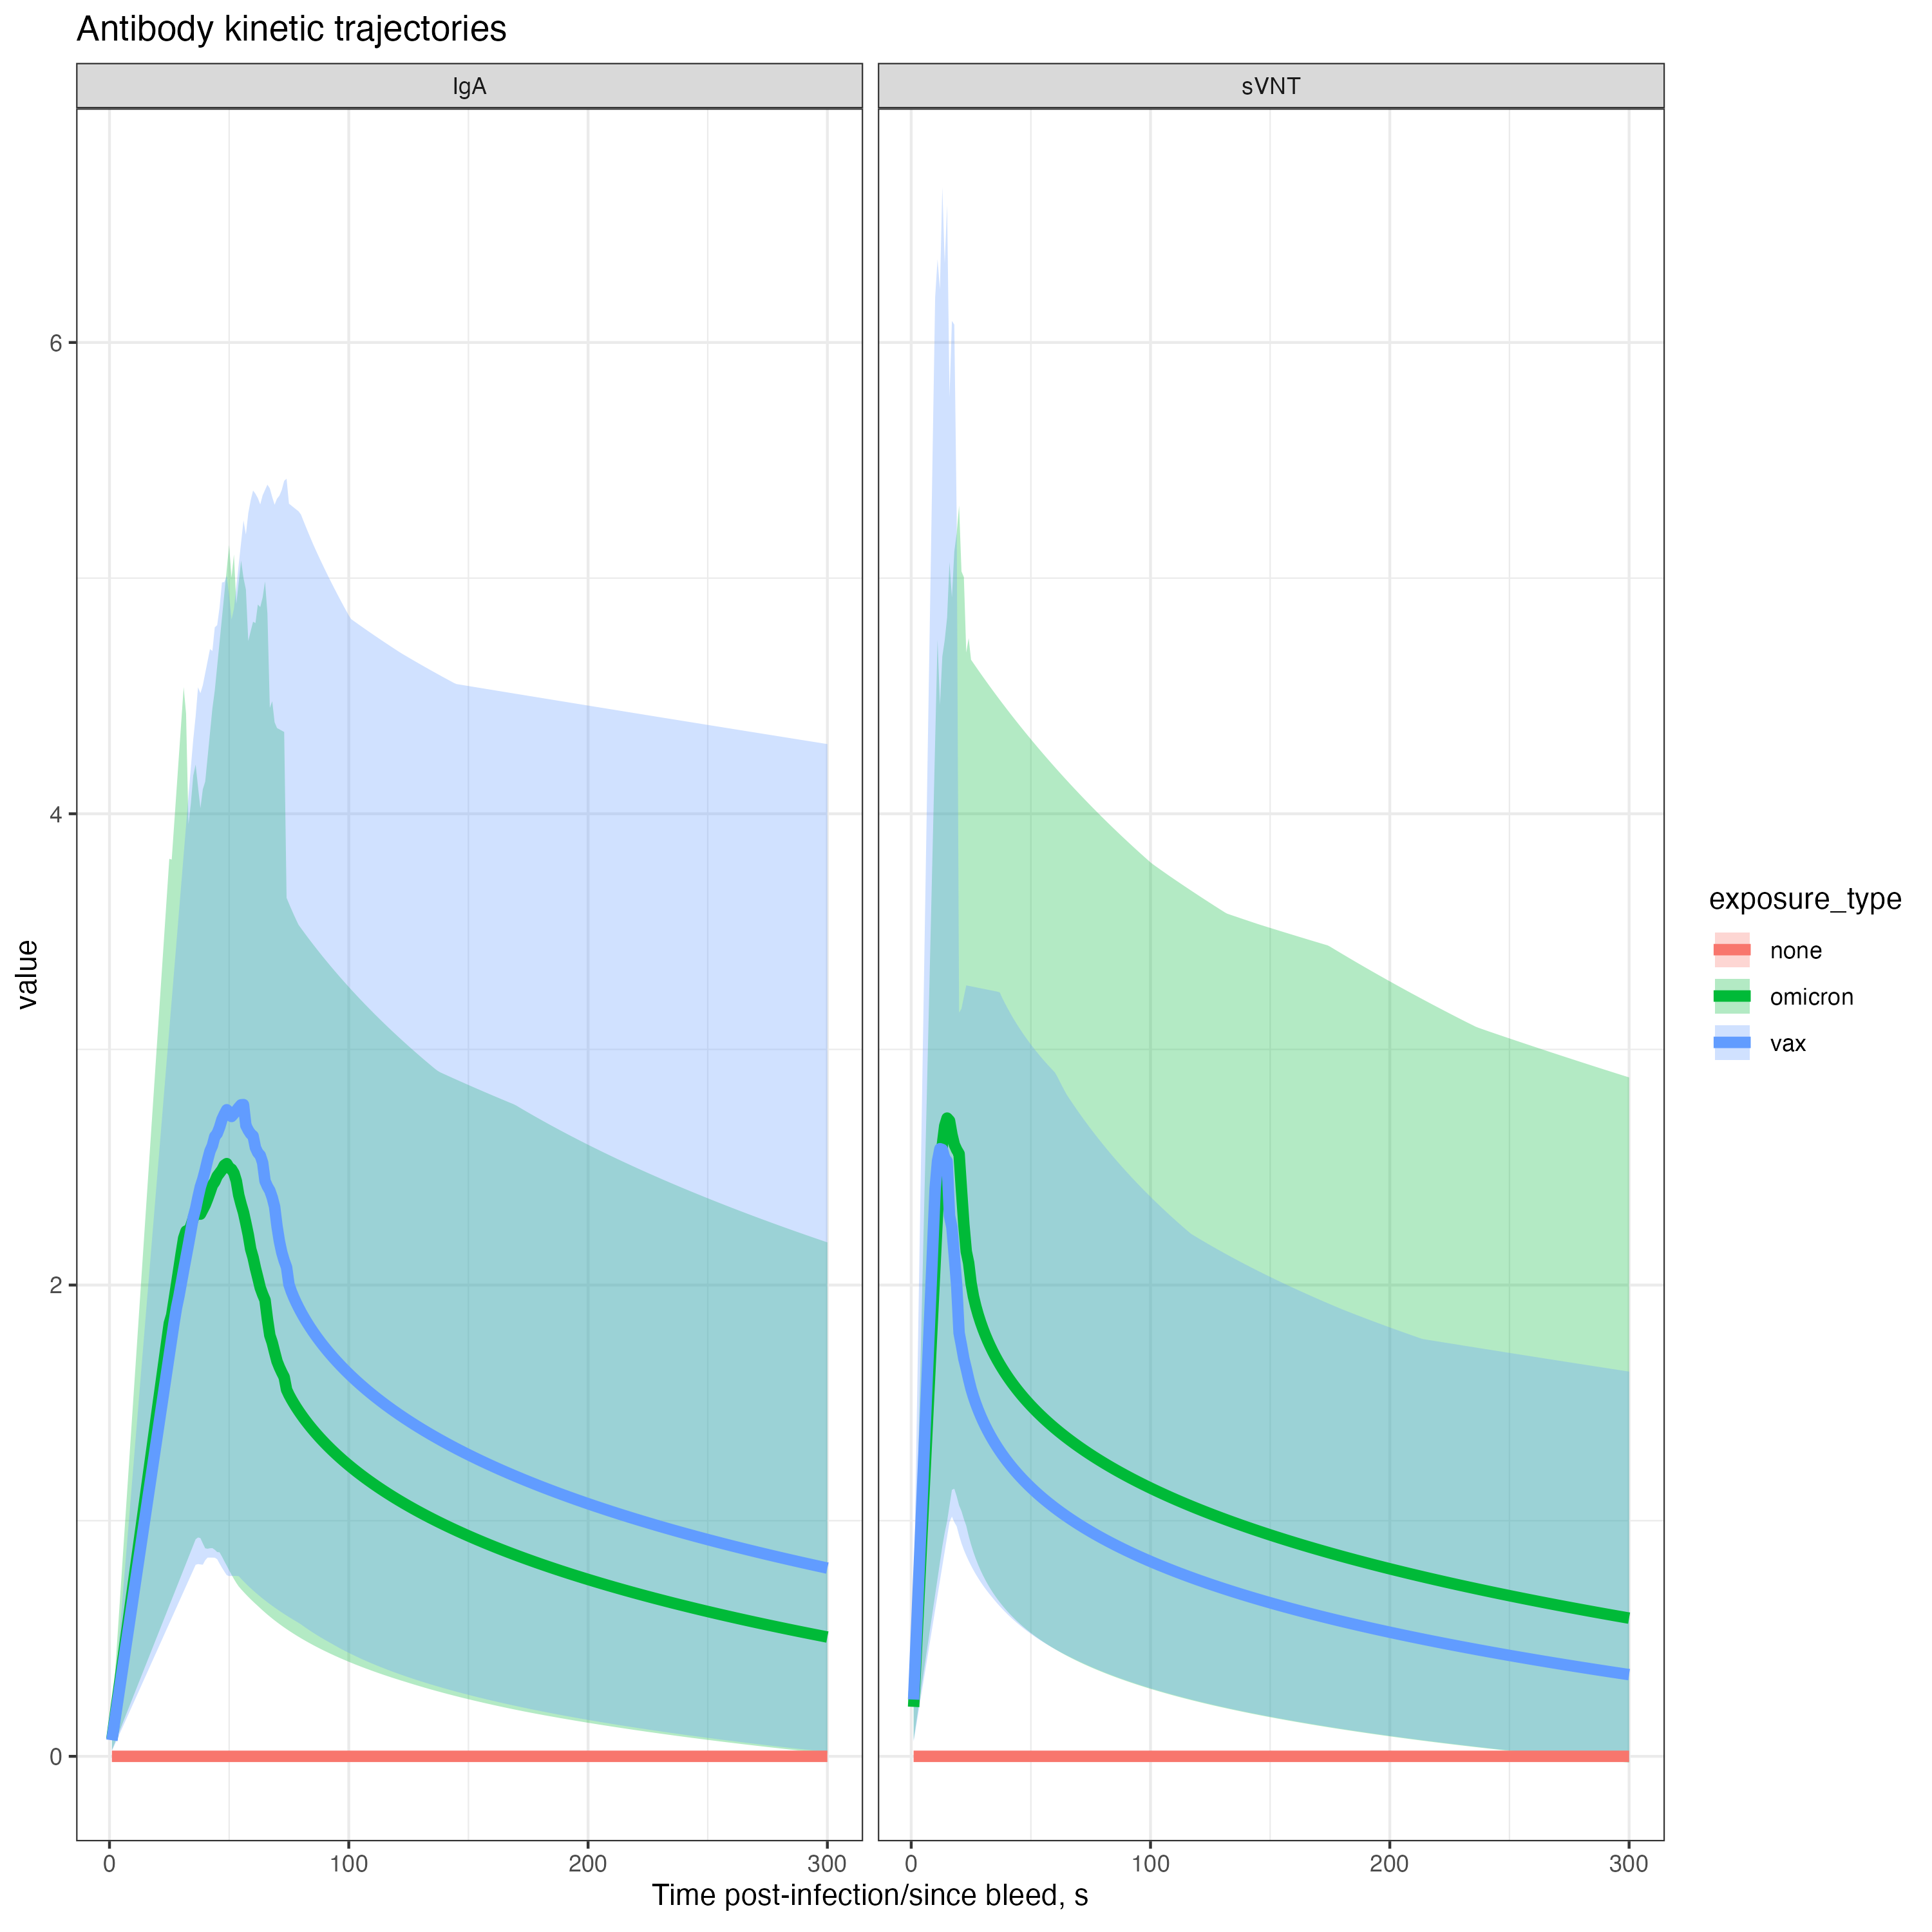 Antibody kinetic trajectories
IgA
sVNT
6
4
2
0
value
0 100 200 300
0 100 200 300
Time post-infection/since bleed, s
exposure_type
none
omicron
vax